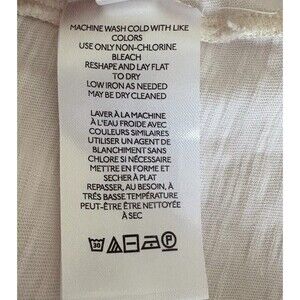 MACHINE WASH COLD WITH LIKE
COLORS
USE ONLY NON-CHLORINE
BLEACH
RESHAPE AND LAY FLAT
TO DRY
LOW IRON AS NEEDED
MAY BE DRY CLEANED
LAVER À LA MACHINE
À L'EAU FROIDE AVEC
COULEURS SIMILAIRES
UTILISER UN AGENT DE
BLANCHIMENT SANS
CHLORE SI NÉCESSAIRE
METTRE EN FORME ET
SECHER À PLAT
REPASSER, AU BESOIN, À
TRÉS BASSE TEMPÉRATURE
PEUT-ÊTRE ÊTRE NETTOYÉ
À SEC
30 P